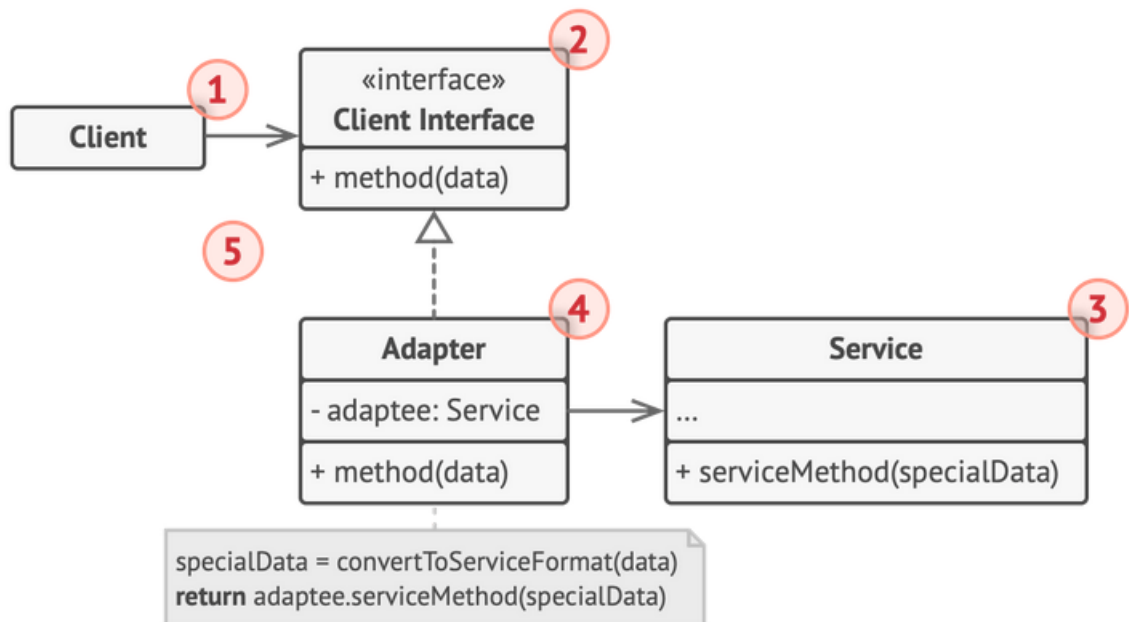 1
2
«interface»
Client
Client Interface
+ method(data)
5
4
3
Adapter
Service
- adaptee: Service
...
+ method(data)
+ serviceMethod(specialData)
specialData = convertToServiceFormat(data)
return adaptee.serviceMethod(specialData)